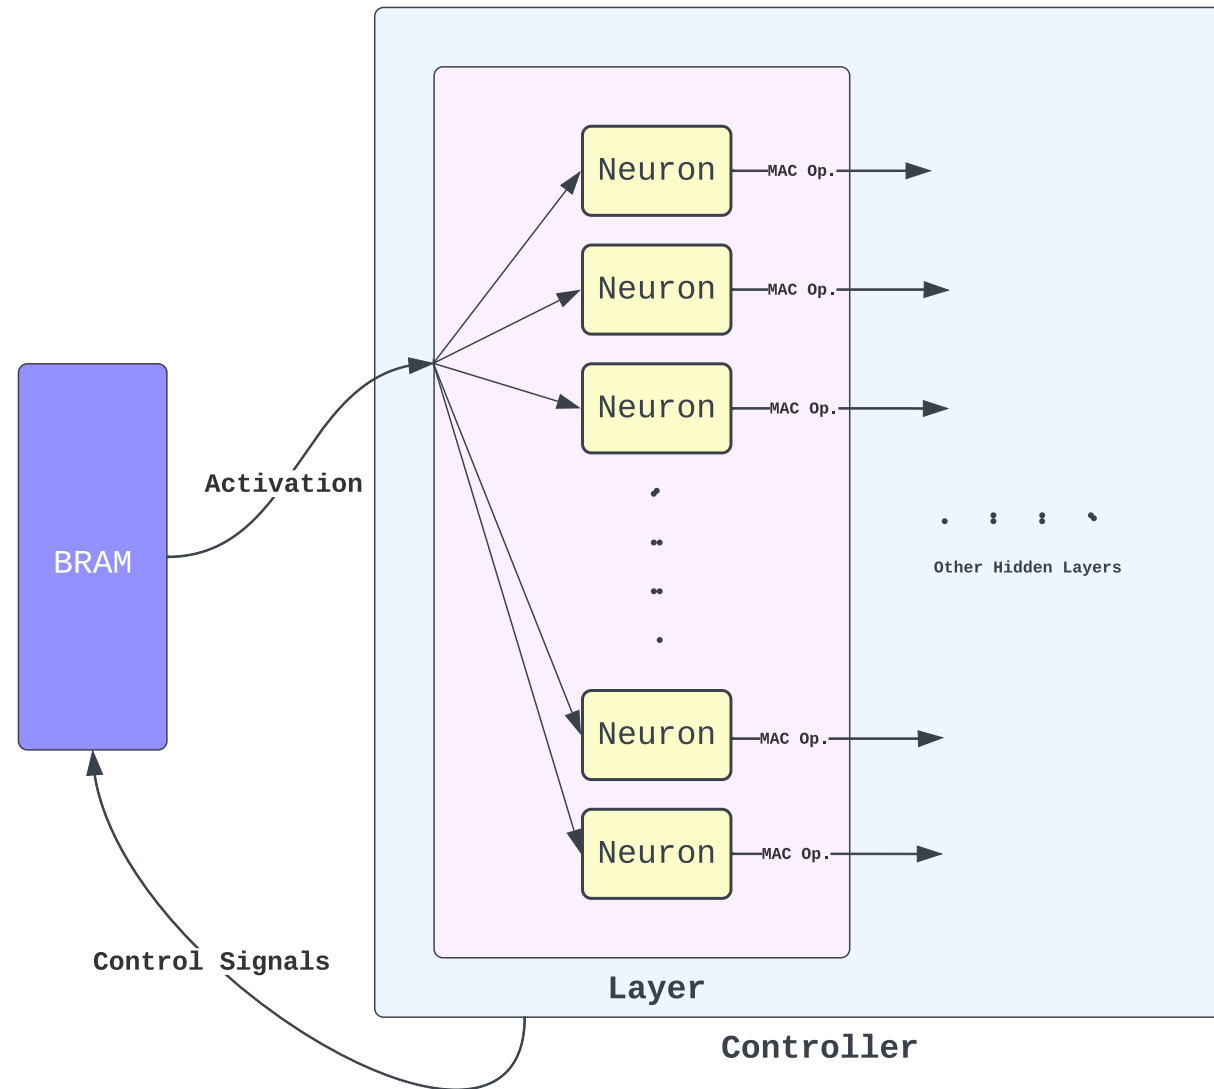 Neuron
MAC Op.
Neuron
MAC Op.
Neuron
MAC Op.
Activation
BRAM
Other Hidden Layers
Neuron
MAC Op.
Neuron
MAC Op.
Control Signals
Layer
Controller